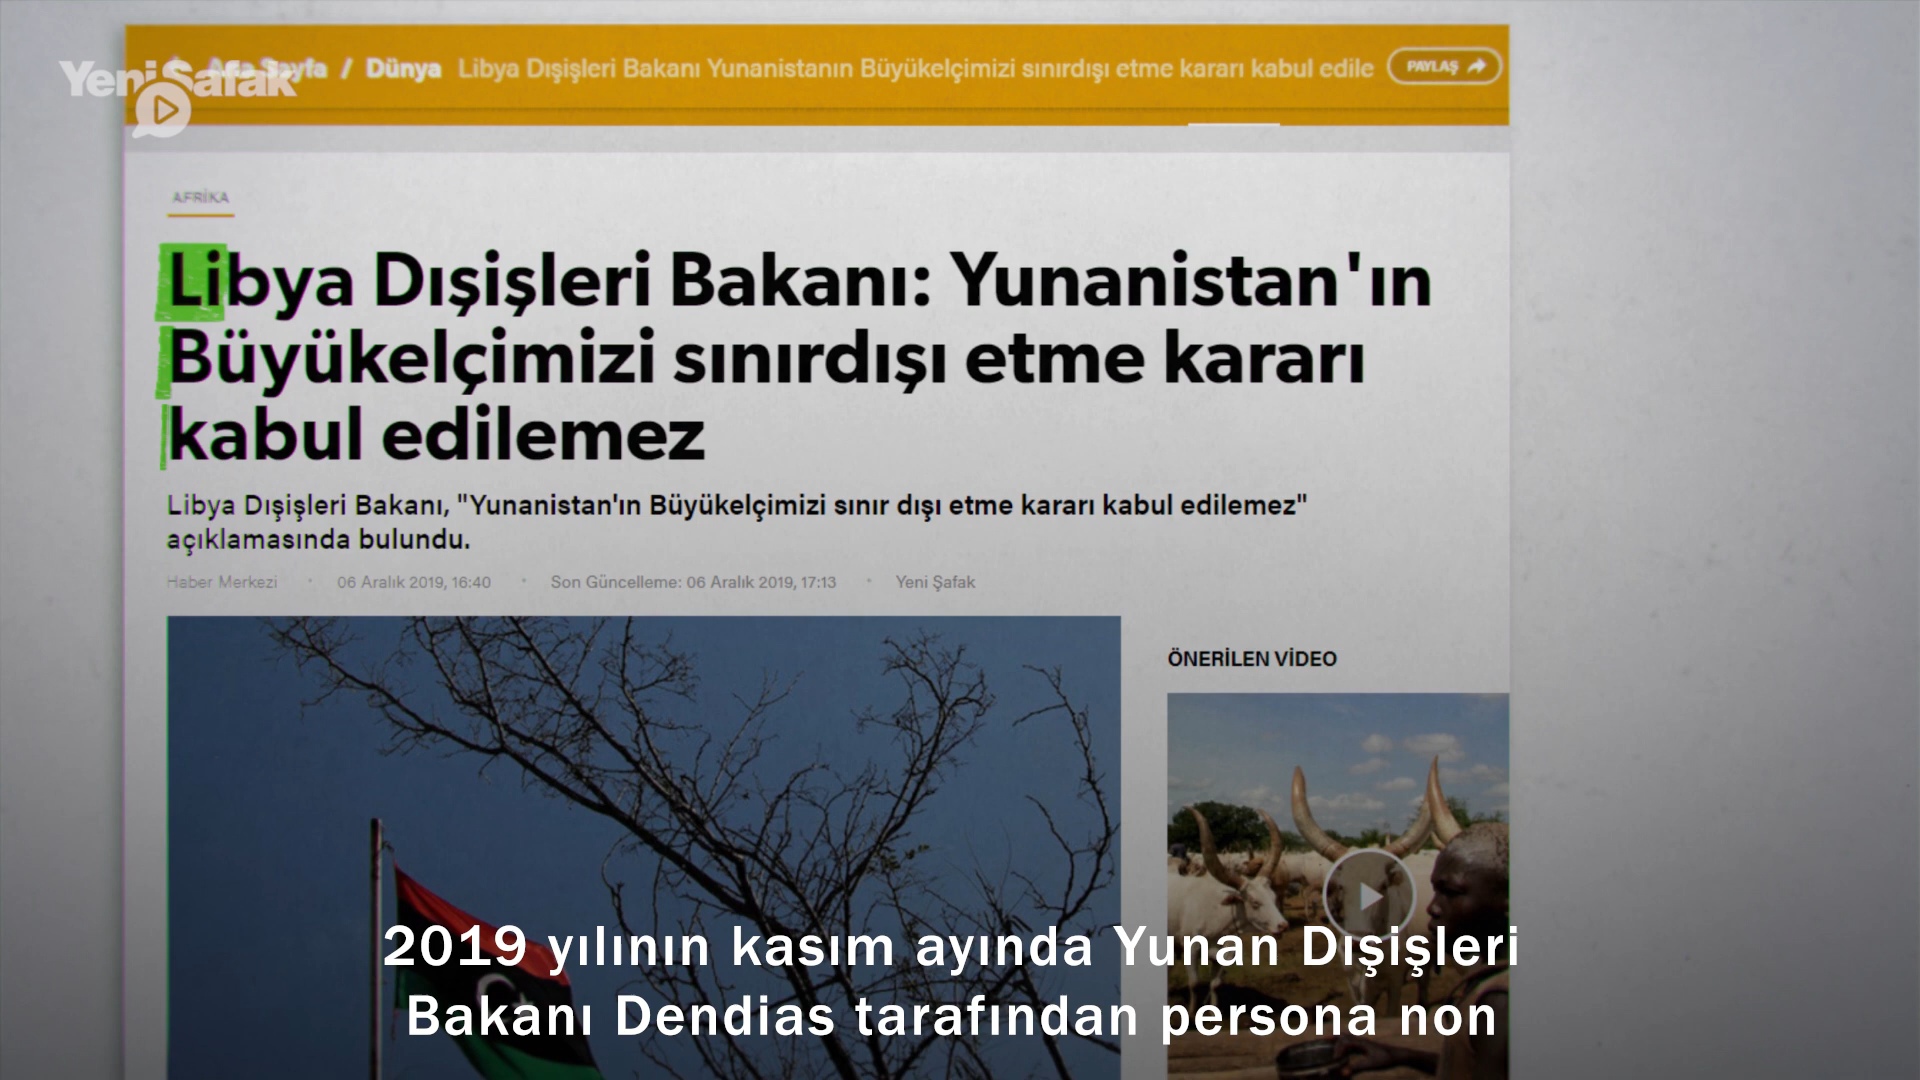 Yeni Şafak
Ana Sayfa / Dünya Libya Dışişleri Bakanı Yunanistanın Büyükelçimizi sınırdışı etme kararı kabul edile
PAYLAŞ
AFRİKA
Libya Dışişleri Bakanı: Yunanistan'ın
Büyükelçimizi sınırdışı etme kararı
kabul edilemez
Libya Dışişleri Bakanı, "Yunanistan'ın Büyükelçimizi sınır dışı etme kararı kabul edilemez"
açıklamasında bulundu.
Haber Merkezi • 06 Aralık 2019, 16:40 • Son Güncelleme: 06 Aralık 2019, 17:13 • Yeni Şafak
ÖNERİLEN VİDEO
2019 yılının kasım ayında Yunan Dışişleri
Bakanı Dendias tarafından persona non